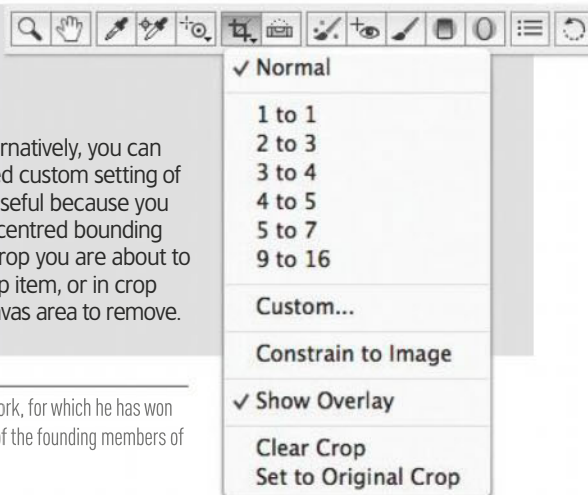 ✓ Normal
1 to 1
2 to 3
3 to 4
4 to 5
5 to 7
9 to 16
Custom...
Constrain to Image
✓ Show Overlay
Clear Crop
Set to Original Crop
rnatively, you can
ed custom setting of
seful because you
centred bounding
rop you are about to
p item, or in crop
vas area to remove.
ork, for which he has won
of the founding members of